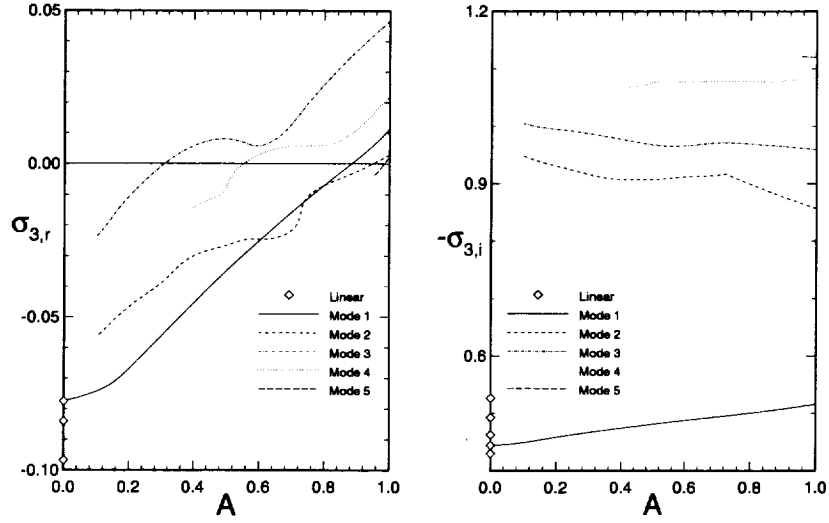 0.05
0.00
σ3,r
-0.05
-0.10
0.0
0.2
0.4
0.6
0.8
1.0
A
Linear
Mode 1
Mode 2
Mode 3
Mode 4
Mode 5
1.2
0.9
-σ3,i
0.6
0.0
0.2
0.4
0.6
0.8
1.0
A
Linear
Mode 1
Mode 2
Mode 3
Mode 4
Mode 5